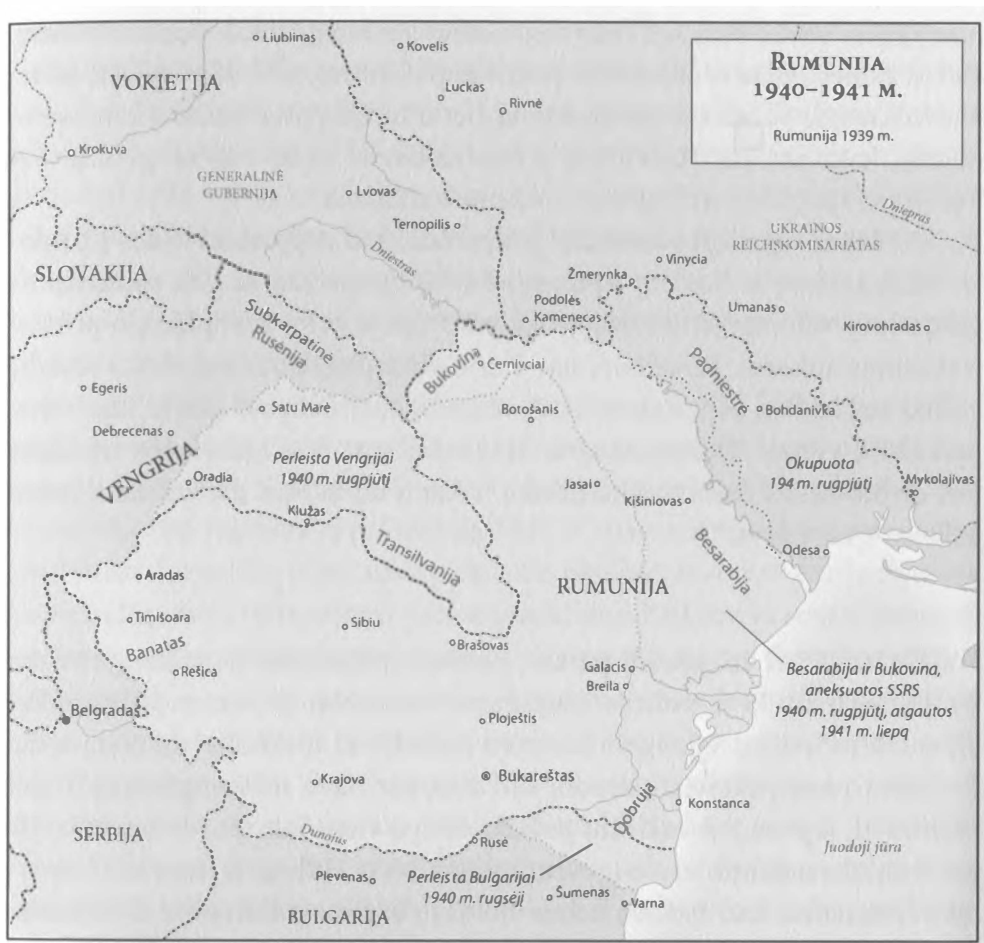 RUMUNIJA
1940–1941 M.
Rumunija 1939 m.
Liublinas
Kovelis
VOKIETIJA
Luckas
Rivnė
Krokuva
GENERALINĖ
GUBERNIJA
Lvovas
Ternopilis
Dniestras
Dniepras
UKRAINOS
REICHSKOMISARIATAS
SLOVAKIJA
Vinycia
Žmerynka
Podolės
Kamenecas
Umanas
Kirovohradas
Subkarpatinė
Rusėnija
Bukovina
Černivciai
Padniestrė
Egeris
Satu Marė
Botošanis
Bohdanivka
Debrecenas
VENGRIJA
Oradia
Perleista Vengrijai
1940 m. rugpjūtį
Jasai
Kišiniovas
Okupuota
194 m. rugpjūtį
Mykolajivas
Klužas
Transilvanija
Besarabija
Odesa
Aradas
RUMUNIJA
Timišoara
Banatas
Sibiu
Brašovas
Rešica
Galacis
Breila
Besarabija ir Bukovina,
aneksuotos SSRS
1940 m. rugpjūtį, atgautos
1941 m. liepą
Belgradas
Ploještis
Bukareštas
Krajova
Dobruja
Konstanca
SERBIJA
Dunojus
Rusė
Juodoji jūra
Plevenas
Perleista Bulgarijai
1940 m. rugsėjį
Šumenas
Varna
BULGARIJA